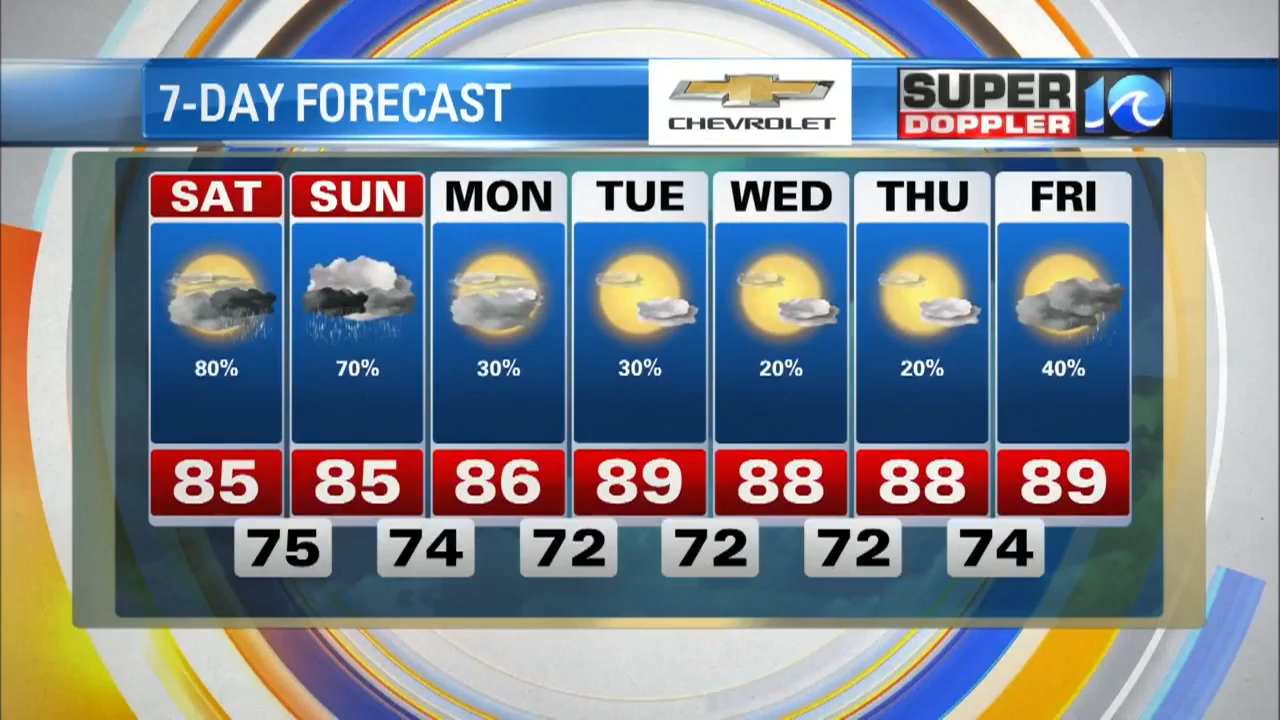 7-DAY FORECAST
CHEVROLET
SUPER
DOPPLER 10
SAT SUN MON TUE WED THU FRI
80% 70% 30% 30% 20% 20% 40%
85 85 86 89 88 88 89
75 74 72 72 72 74